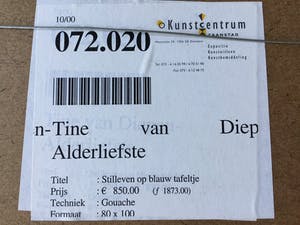 10/00
Kunstcentrum
ZAANSTAD
072.020
Expositie
Kunstuitleen
Kunstbemiddeling
n-Tine van Diep
Alderliefste
Titel : Stilleven op blauw tafeltje
Prijs : € 850.00 (ƒ 1873.00)
Techniek : Gouache
Formaat : 80 x 100